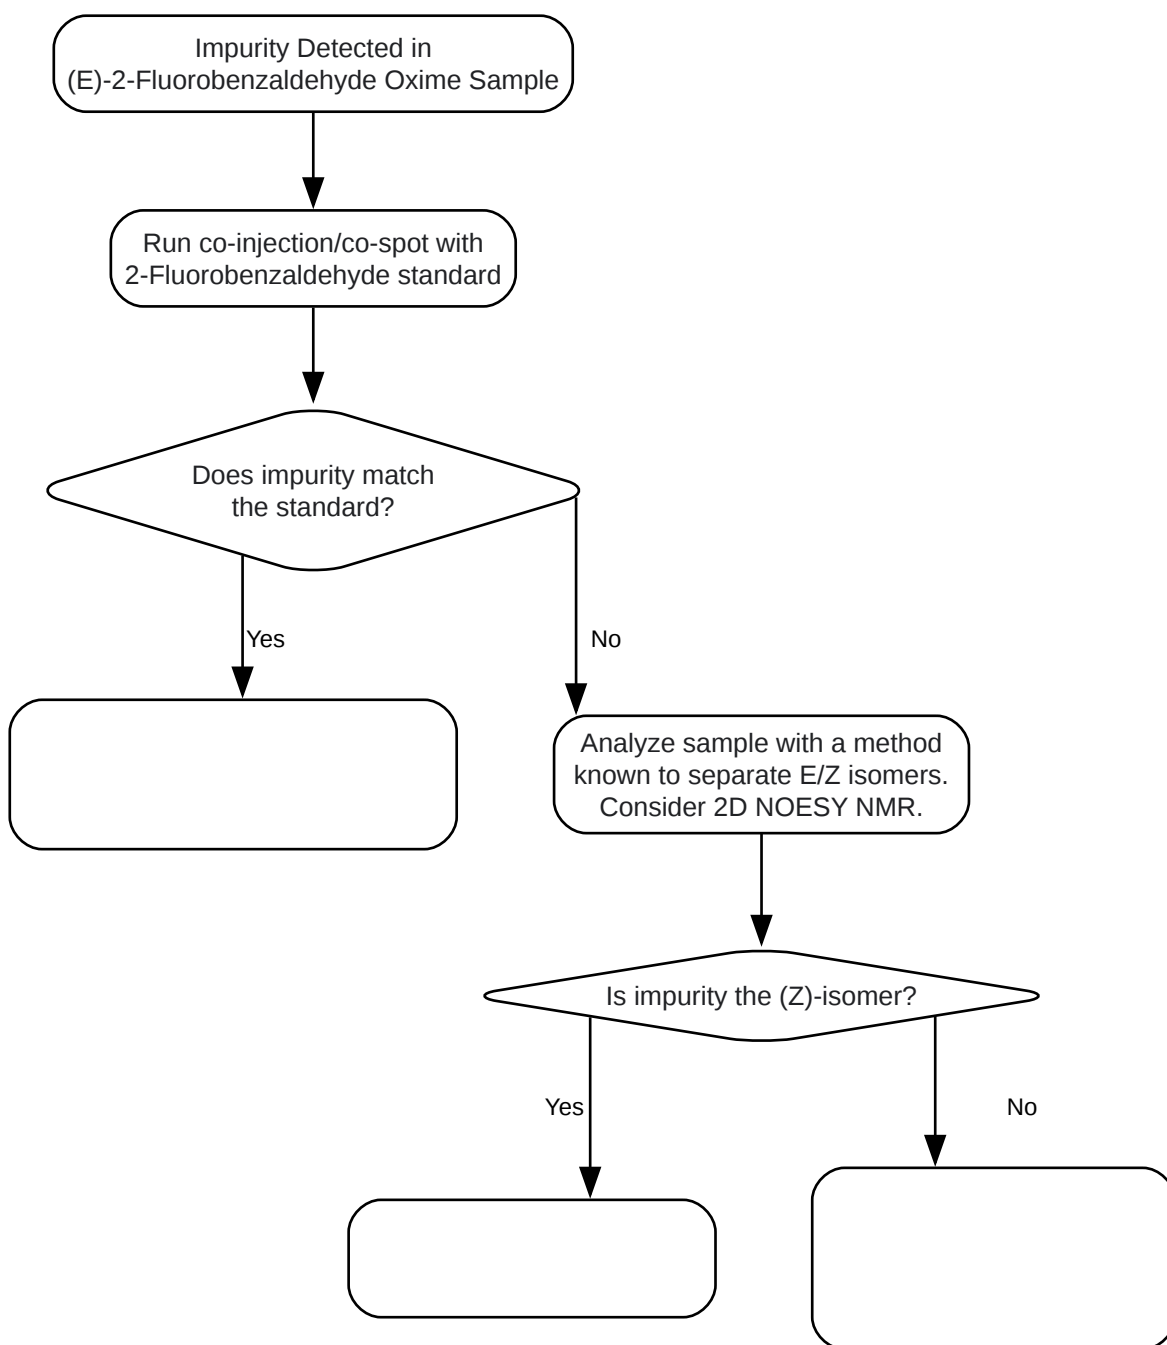 Impurity Detected in
(E)-2-Fluorobenzaldehyde Oxime Sample
Run co-injection/co-spot with
2-Fluorobenzaldehyde standard
Does impurity match
the standard?
Yes
No
Analyze sample with a method
known to separate E/Z isomers.
Consider 2D NOESY NMR.
Is impurity the (Z)-isomer?
Yes
No